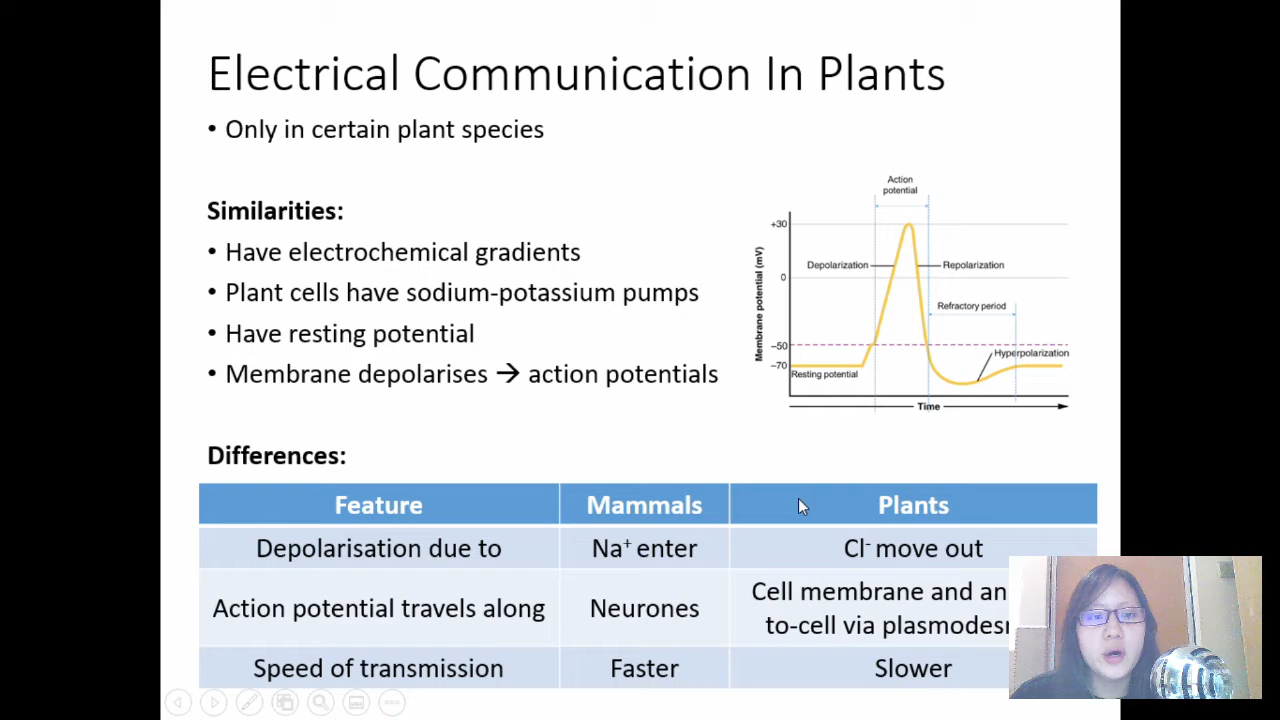 Electrical Communication In Plants
• Only in certain plant species
Similarities:
• Have electrochemical gradients
• Plant cells have sodium-potassium pumps
• Have resting potential
• Membrane depolarises → action potentials
Action
potential
+30
Depolarization
Repolarization
0
Refractory period
−50
Hyperpolarization
−70
Resting potential
Membrane potential (mV)
Time
Differences:
Feature Mammals Plants
Depolarisation due to Na⁺ enter Cl⁻ move out
Action potential travels along Neurones Cell membrane and
to-cell via
Speed of transmission Faster Slower